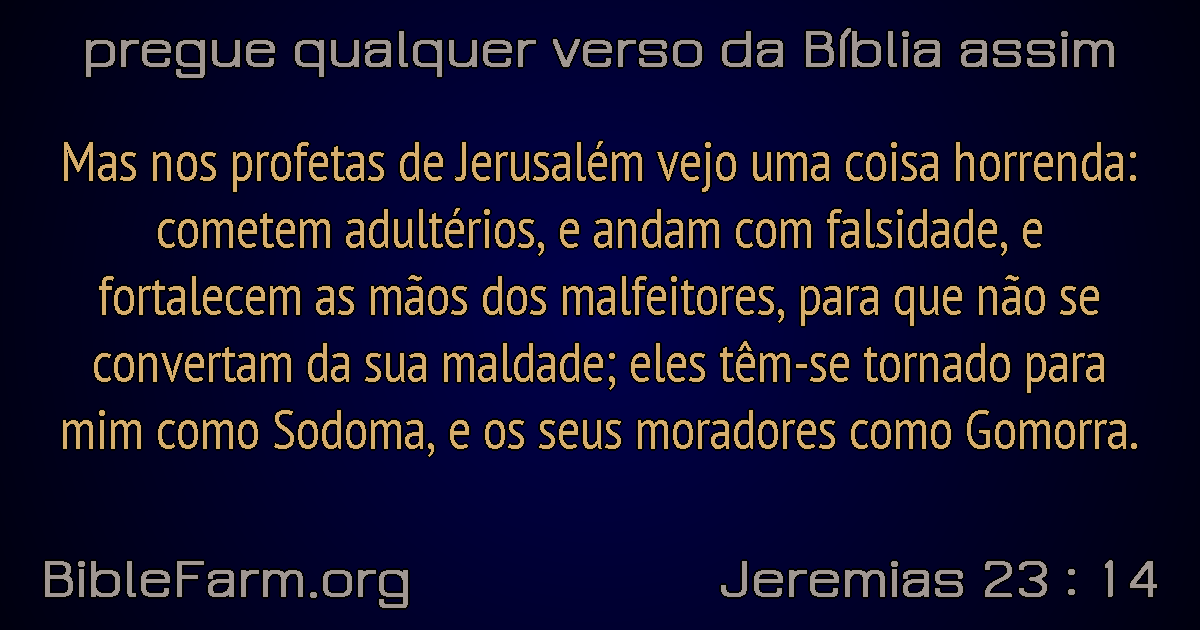 pregue qualquer verso da Bíblia assim
Mas nos profetas de Jerusalém vejo uma coisa horrenda:
cometem adultérios, e andam com falsidade, e
fortalecem as mãos dos malfeitores, para que não se
convertam da sua maldade; eles têm-se tornado para
mim como Sodoma, e os seus moradores como Gomorra.
BibleFarm.org
Jeremias 23 : 14